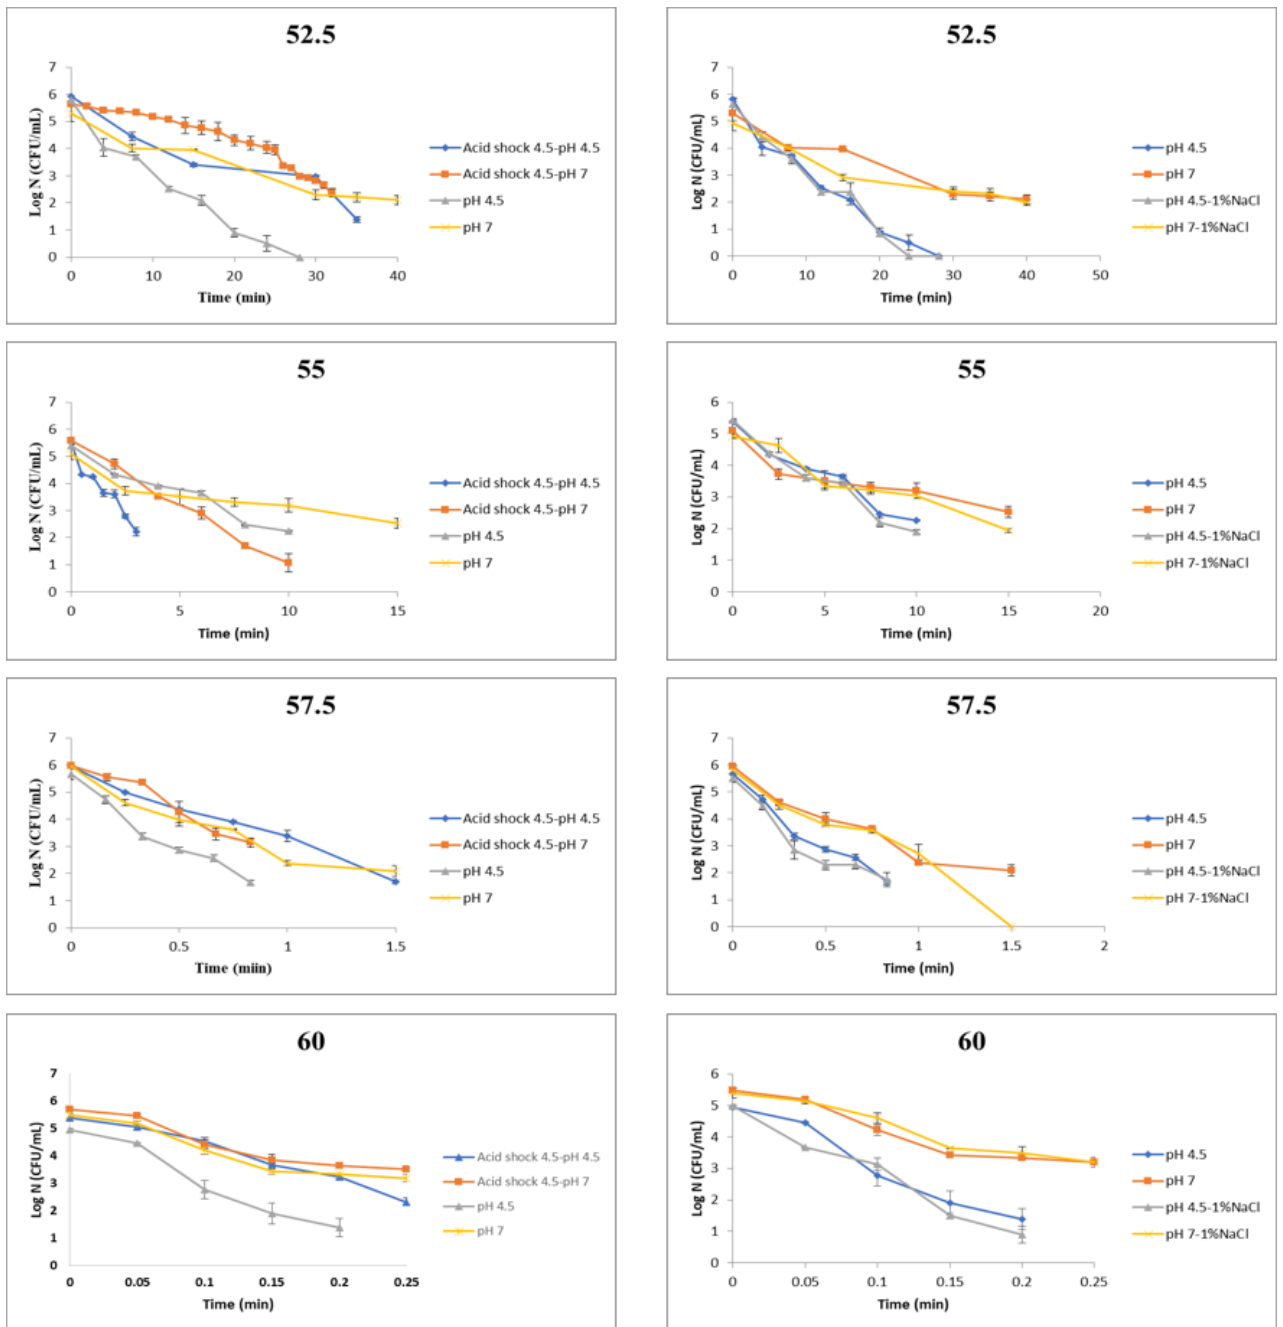 52.5
7
6
5
4
3
2
1
0
Log N (CFU/mL)
0 10 20 30 40
Time (min)
Acid shock 4.5-pH 4.5
Acid shock 4.5-pH 7
pH 4.5
pH 7
52.5
7
6
5
4
3
2
1
0
Log N (CFU/mL)
0 10 20 30 40 50
Time (min)
pH 4.5
pH 7
pH 4.5-1%NaCl
pH 7-1%NaCl
55
7
6
5
4
3
2
1
0
Log N (CFU/mL)
0 5 10 15
Time (min)
Acid shock 4.5-pH 4.5
Acid shock 4.5-pH 7
pH 4.5
pH 7
55
6
5
4
3
2
1
0
Log N (CFU/mL)
0 5 10 15 20
Time (min)
pH 4.5
pH 7
pH 4.5-1%NaCl
pH 7-1%NaCl
57.5
7
6
5
4
3
2
1
0
Log N (CFU/mL)
0 0.5 1 1.5
Time (miin)
Acid shock 4.5-pH 4.5
Acid shock 4.5-pH 7
pH 4.5
pH 7
57.5
7
6
5
4
3
2
1
0
Log N (CFU/mL)
0 0.5 1 1.5 2
Time (min)
pH 4.5
pH 7
pH 4.5-1%NaCl
pH 7-1%NaCl
60
7
6
5
4
3
2
1
0
Log N (CFU/mL)
0 0.05 0.1 0.15 0.2 0.25
Time (min)
Acid shock 4.5-pH 4.5
Acid shock 4.5-pH 7
pH 4.5
pH 7
60
6
5
4
3
2
1
0
Log N (CFU/mL)
0 0.05 0.1 0.15 0.2 0.25
Time (min)
pH 4.5
pH 7
pH 4.5-1%NaCl
pH 7-1%NaCl